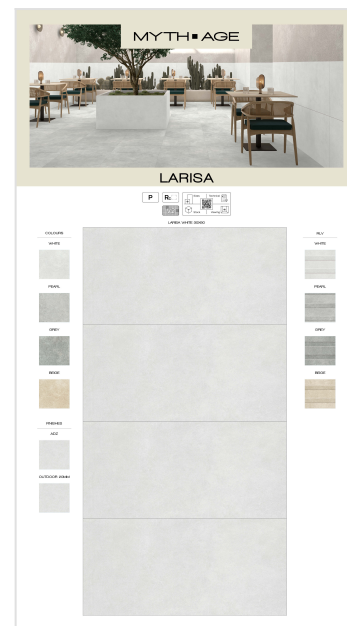 MYTH▪AGE
LARISA
P
R
LARISA WHITE 30X60
COLOURS
WHITE
PEARL
GREY
BEIGE
FINISHES
ADZ
OUTDOOR 20MM
RLV
WHITE
PEARL
GREY
BEIGE